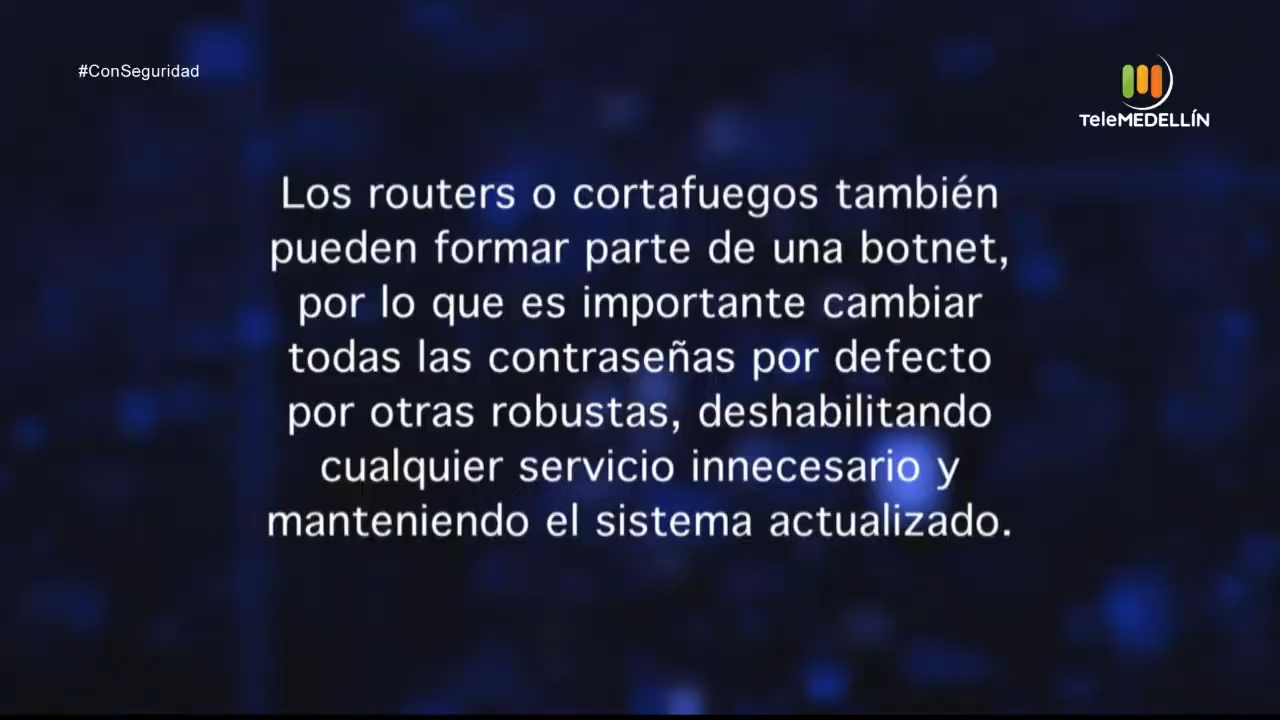 #ConSeguridad
TeleMEDELLÍN
Los routers o cortafuegos también
pueden formar parte de una botnet,
por lo que es importante cambiar
todas las contraseñas por defecto
por otras robustas, deshabilitando
cualquier servicio innecesario y
manteniendo el sistema actualizado.